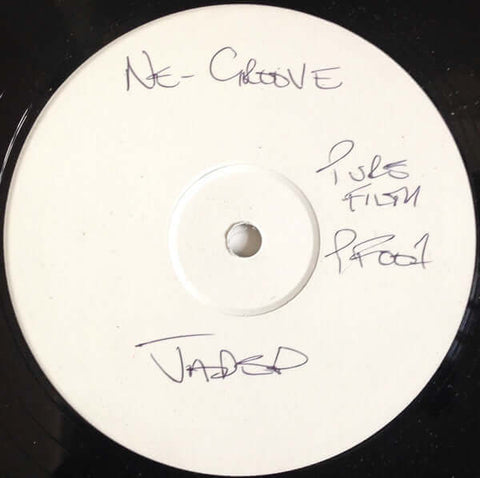 NE-GROOVE
PURE
FILTH
PF001
JADED